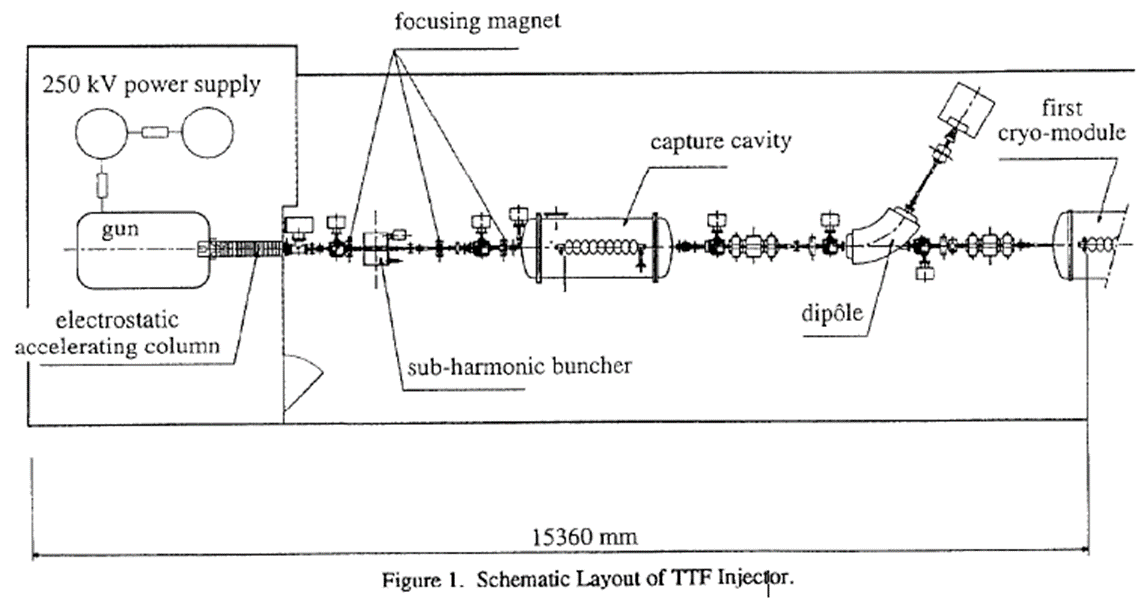 focusing magnet
250 kV power supply
first
cryo-module
capture cavity
gun
dipôle
electrostatic
accelerating column
sub-harmonic buncher
15360 mm
Figure 1. Schematic Layout of TTF Injector.